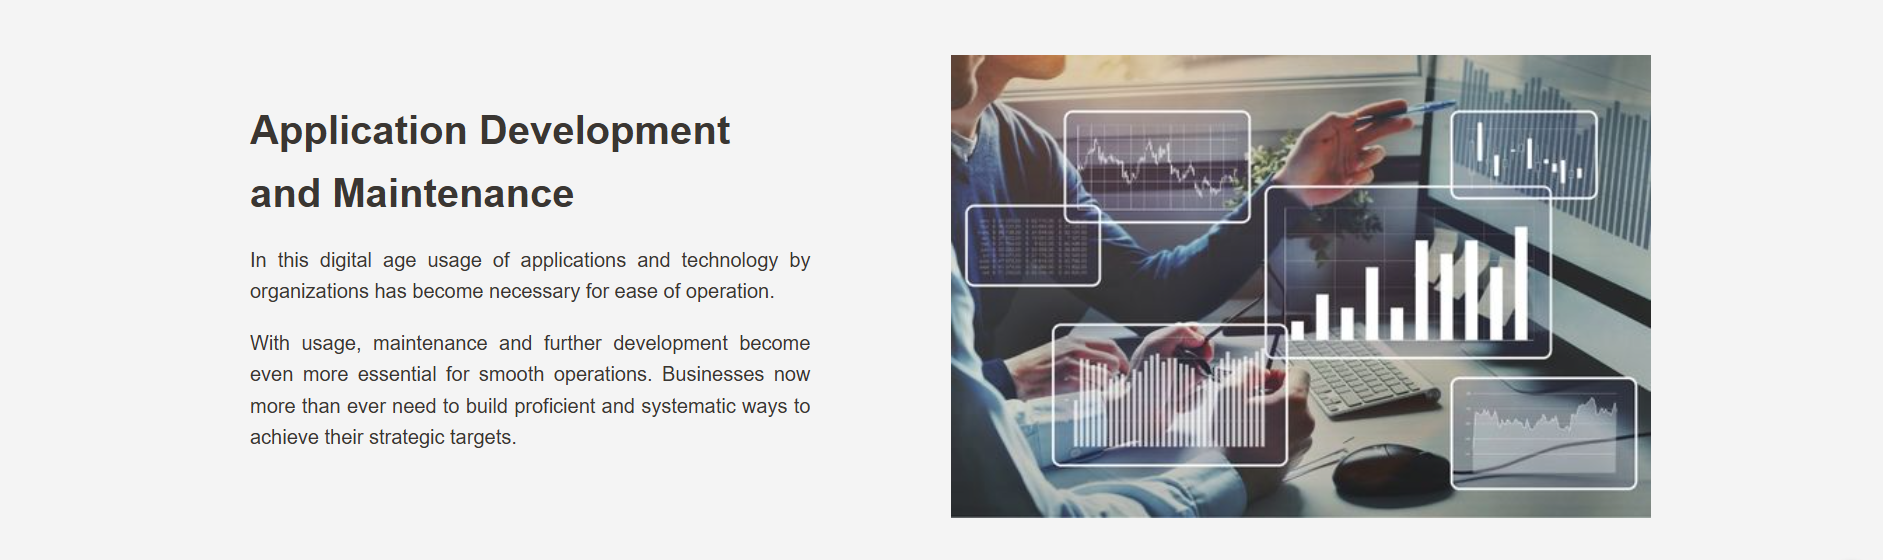 Application Development
and Maintenance
In this digital age usage of applications and technology by
organizations has become necessary for ease of operation.
With usage, maintenance and further development become
even more essential for smooth operations. Businesses now
more than ever need to build proficient and systematic ways to
achieve their strategic targets.